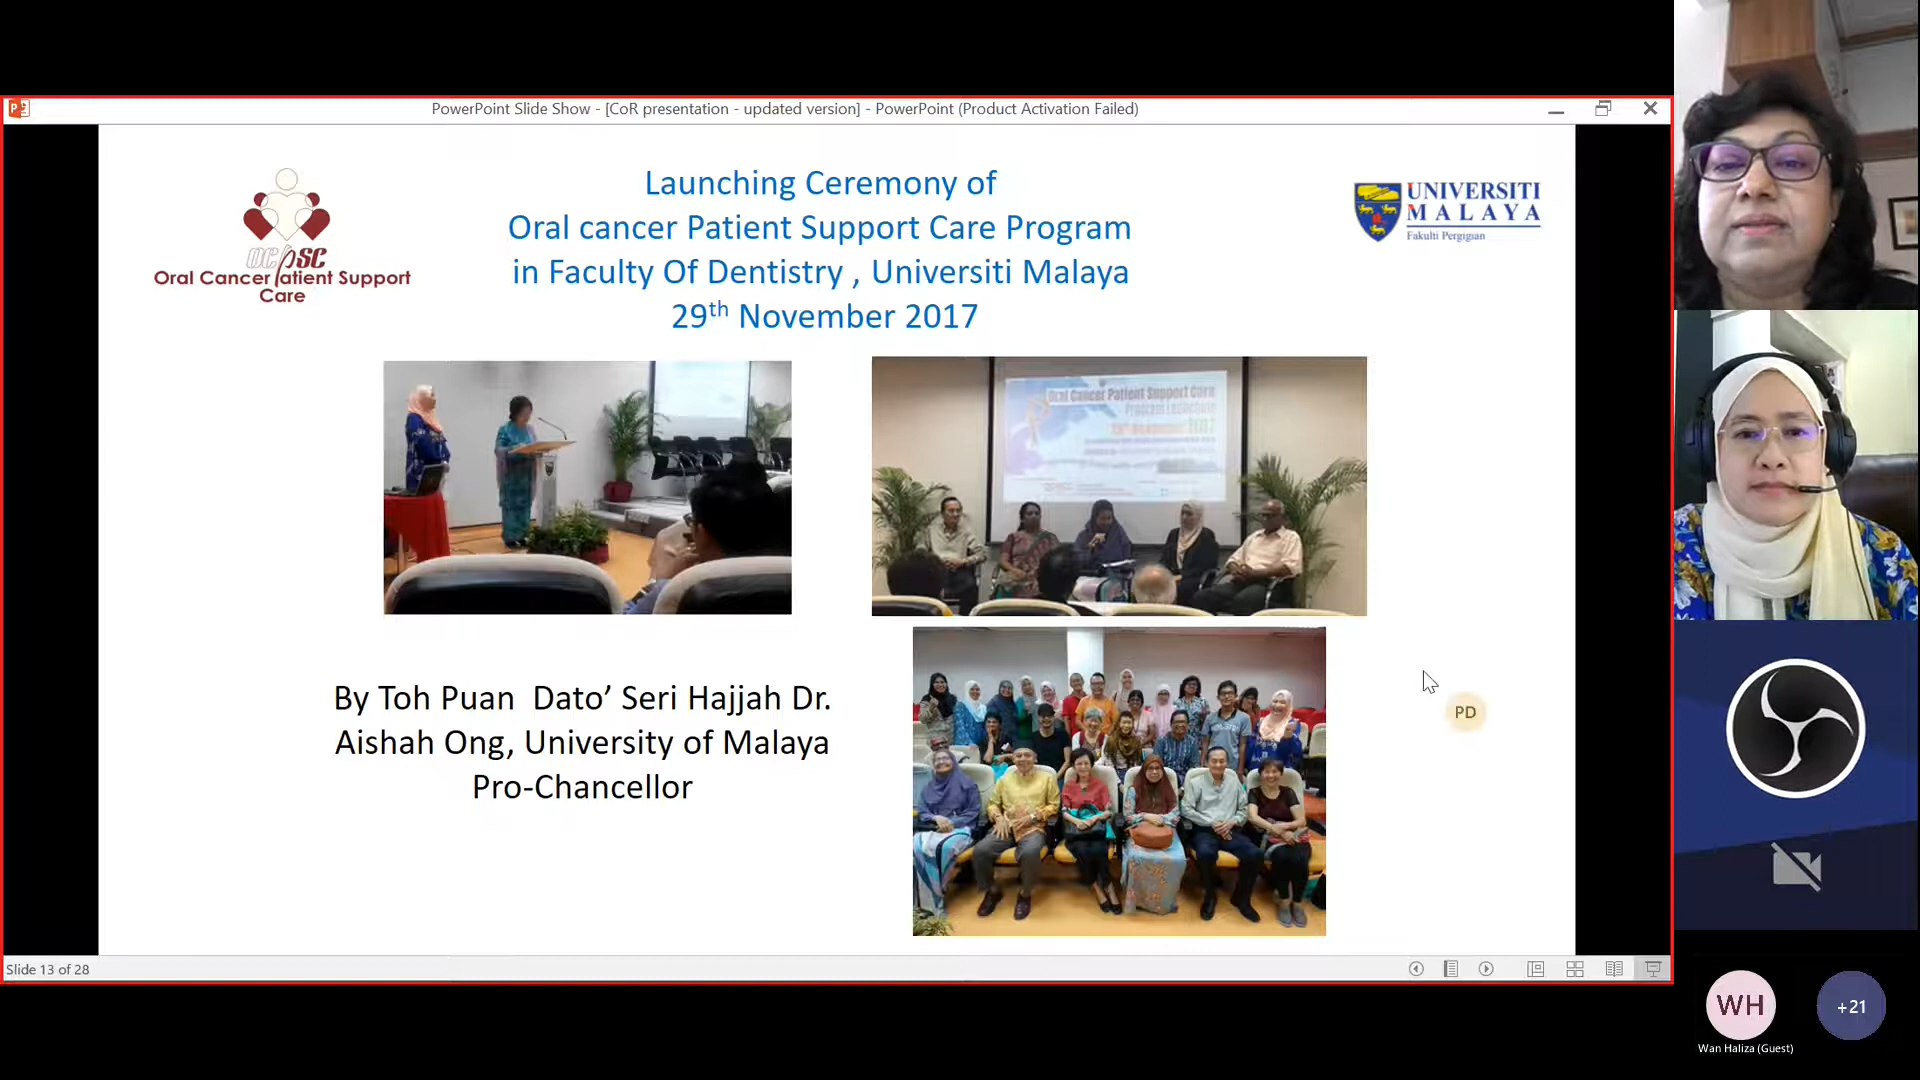 PowerPoint Slide Show - [CoR presentation - updated version] - PowerPoint (Product Activation Failed)
Launching Ceremony of
Oral cancer Patient Support Care Program
in Faculty Of Dentistry , Universiti Malaya
29th November 2017
ocpsc
Oral Cancer Patient Support
Care
UNIVERSITI
MALAYA
Fakulti Pergigian
Oral Cancer Patient Support Care
2017
By Toh Puan Dato’ Seri Hajjah Dr.
Aishah Ong, University of Malaya
Pro-Chancellor
PD
Slide 13 of 28
WH
+21
Wan Haliza (Guest)